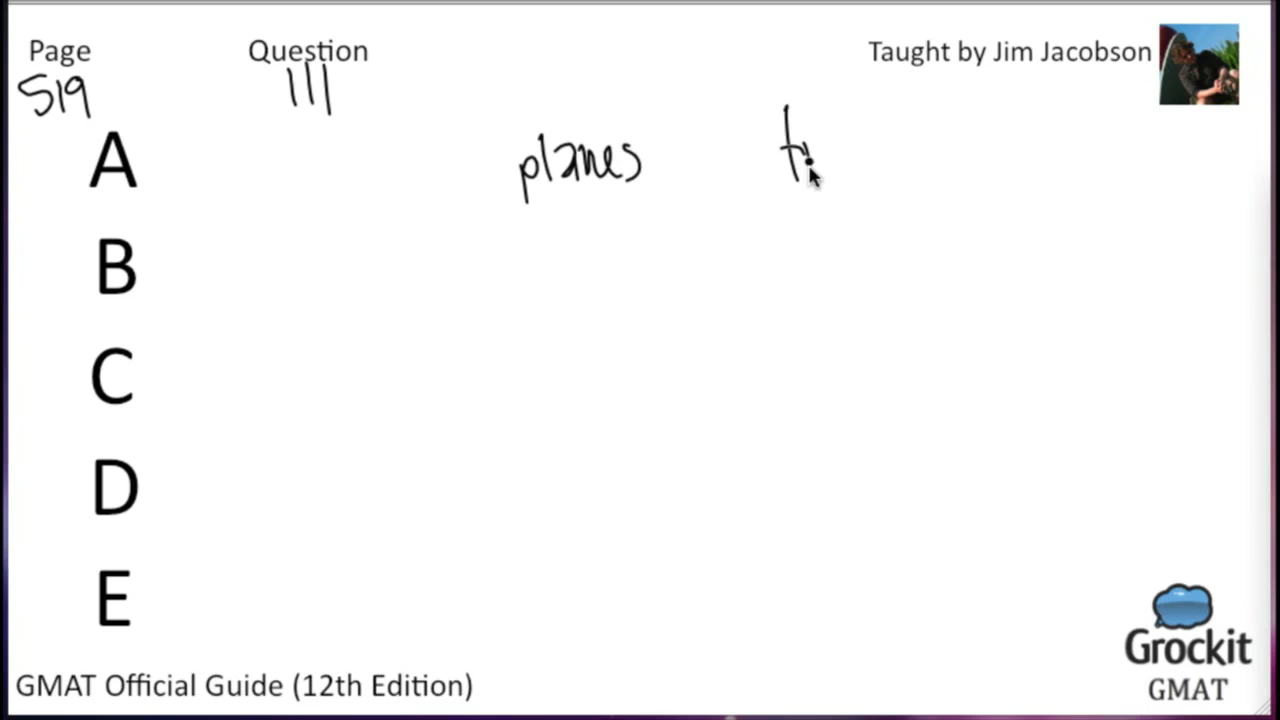 Page Question Taught by Jim Jacobson
519 111
A planes
B
C
D
E
Grockit
GMAT
GMAT Official Guide (12th Edition)